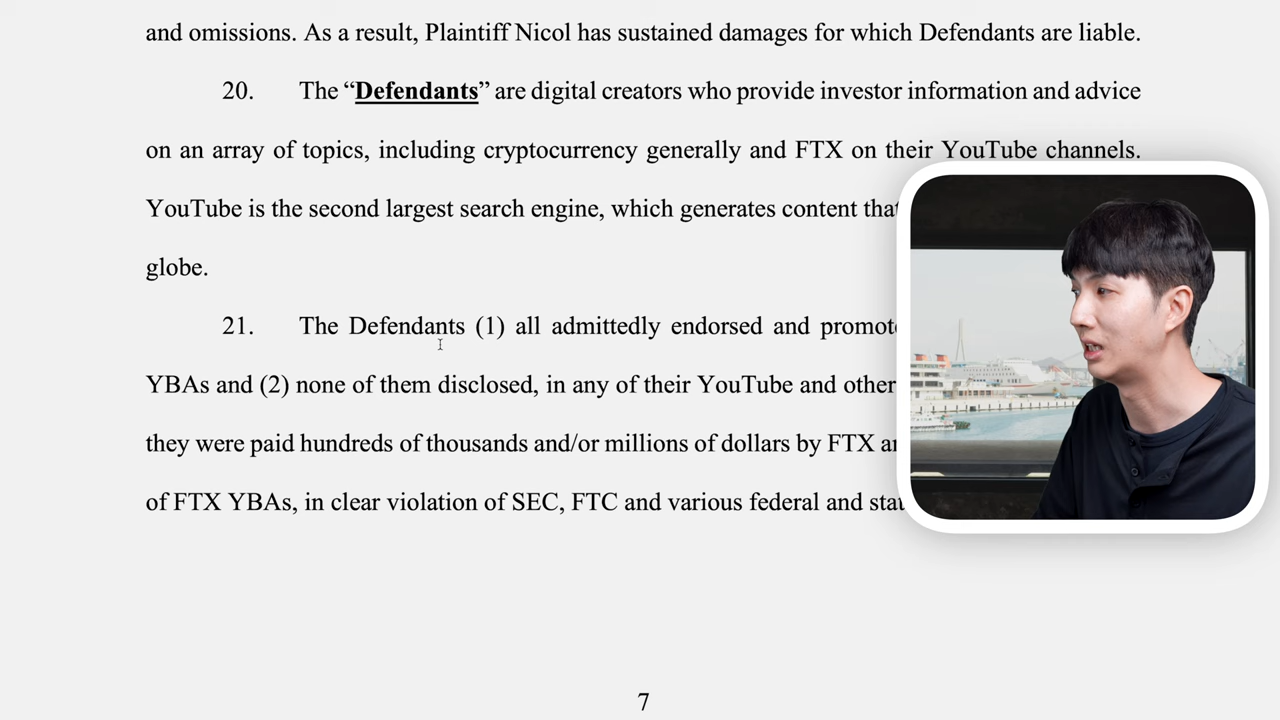 and omissions. As a result, Plaintiff Nicol has sustained damages for which Defendants are liable.
20. The “Defendants” are digital creators who provide investor information and advice
on an array of topics, including cryptocurrency generally and FTX on their YouTube channels.
YouTube is the second largest search engine, which generates content that
globe.
21. The Defendants (1) all admittedly endorsed and
YBAs and (2) none of them disclosed, in any of their YouTube and other
they were paid hundreds of thousands and/or millions of dollars by FTX
of FTX YBAs, in clear violation of SEC, FTC and various federal and
7